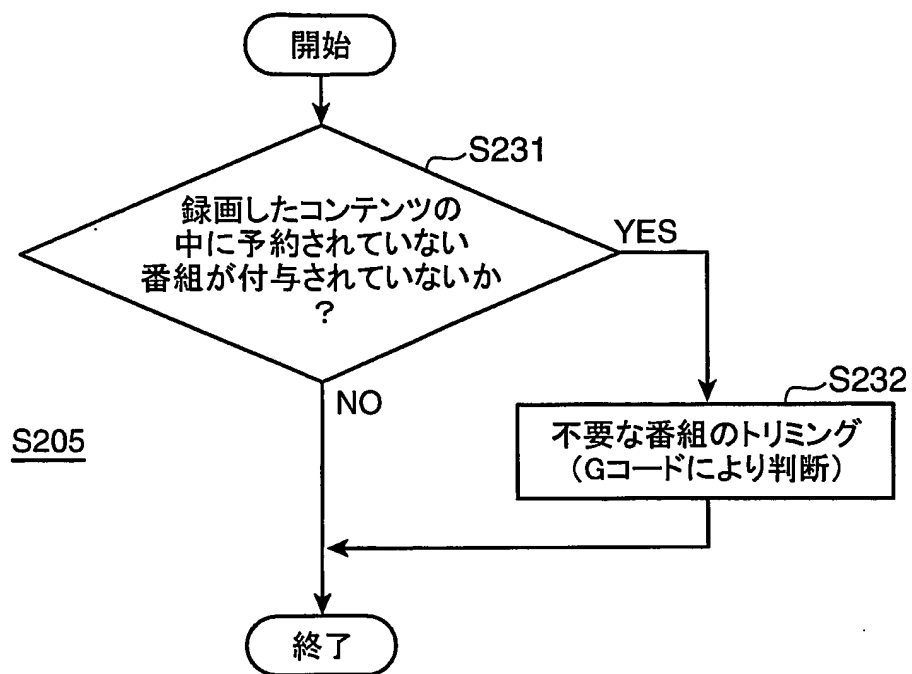 開始
S231
録画したコンテンツの
中に予約されていない
番組が付与されていないか
?
YES
NO
S232
不要な番組のトリミング
(Gコードにより判断)
S205
終了